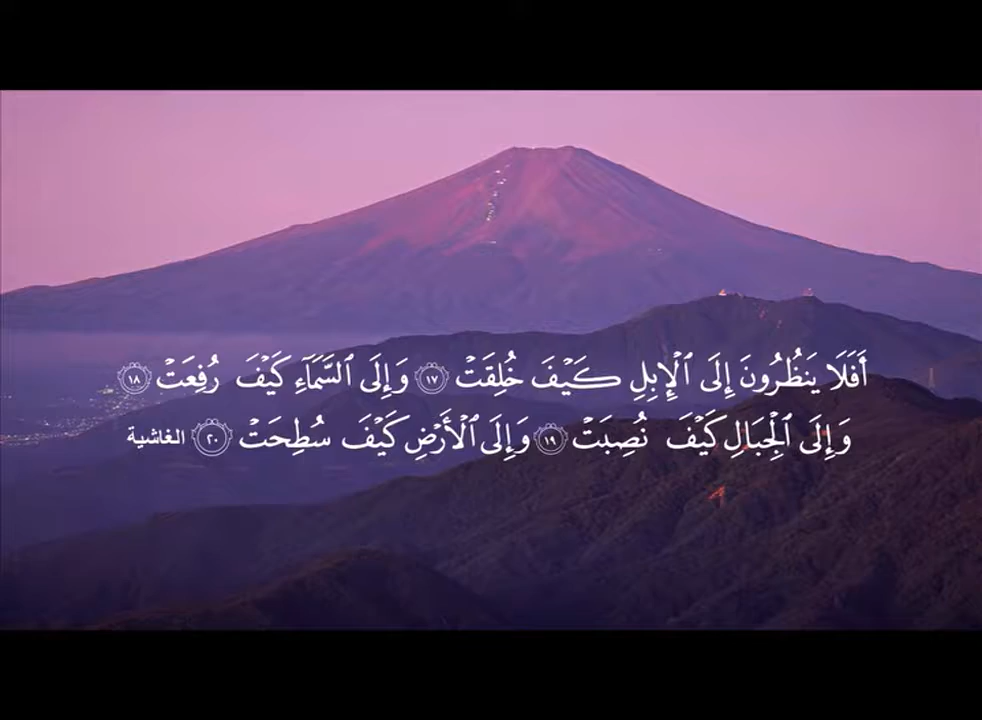 أَفَلَا يَنظُرُونَ إِلَى ٱلْإِبِلِ كَيْفَ خُلِقَتْ ١٧ وَإِلَى ٱلسَّمَآءِ كَيْفَ رُفِعَتْ ١٨
وَإِلَى ٱلْجِبَالِ كَيْفَ نُصِبَتْ ١٩ وَإِلَى ٱلْأَرْضِ كَيْفَ سُطِحَتْ ٢٠ الغاشية